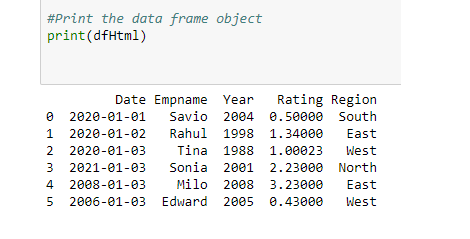 #Print the data frame object
print(dfHtml)
Date Empname Year Rating Region
0 2020-01-01 Savio 2004 0.50000 South
1 2020-01-02 Rahul 1998 1.34000 East
2 2020-01-03 Tina 1988 1.00023 West
3 2021-01-03 Sonia 2001 2.23000 North
4 2008-01-03 Milo 2008 3.23000 East
5 2006-01-03 Edward 2005 0.43000 West